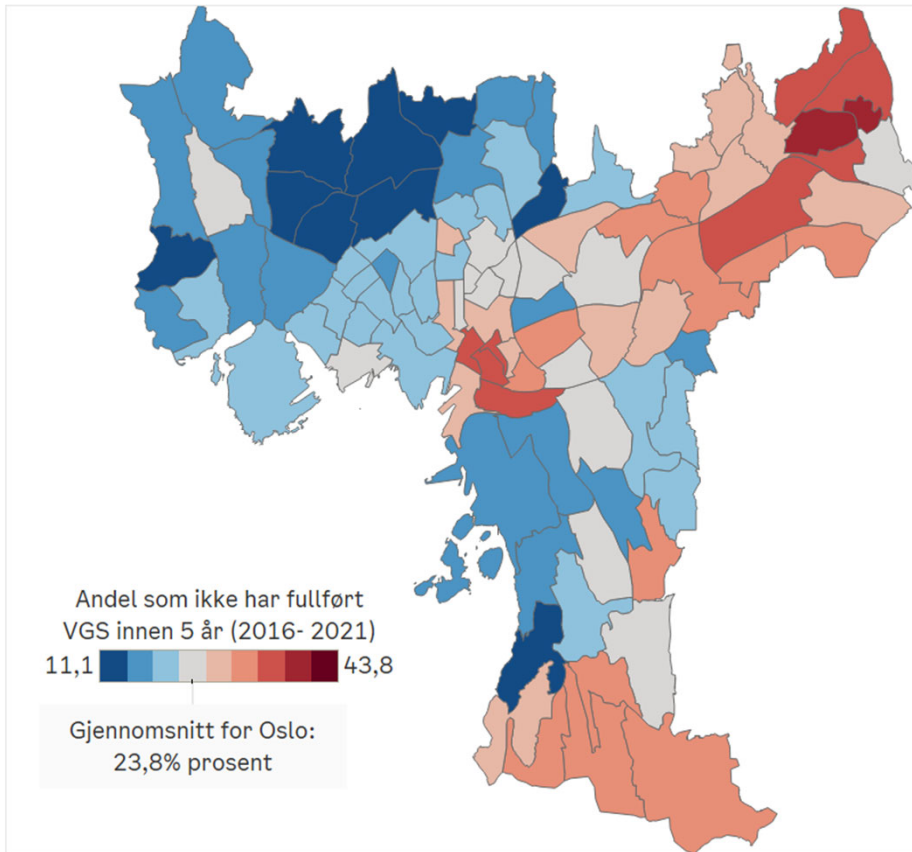 Andel som ikke har fullført
VGS innen 5 år (2016- 2021)
11,1 43,8
Gjennomsnitt for Oslo:
23,8% prosent